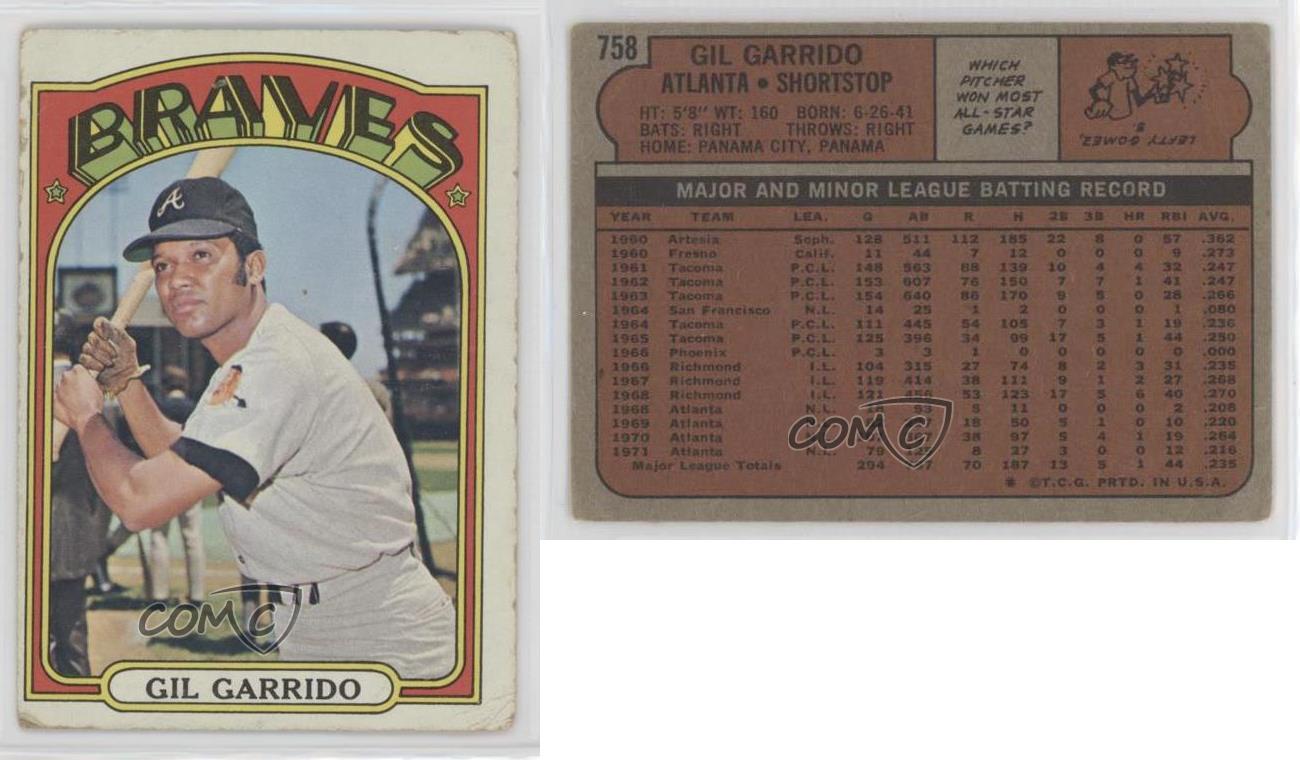 BRAVES
A
COMC
GIL GARRIDO
758
GIL GARRIDO
ATLANTA • SHORTSTOP
HT: 5'8" WT: 160 BORN: 6-26-41
BATS: RIGHT THROWS: RIGHT
HOME: PANAMA CITY, PANAMA
WHICH
PITCHER
WON MOST
ALL-STAR
GAMES?
LEFTY GOMEZ,
3.
MAJOR AND MINOR LEAGUE BATTING RECORD
YEAR TEAM LEA. G AB R H 2B 3B HR RBI AVG.
1960 Artesia Soph. 128 511 112 185 22 8 0 57 .362
1960 Fresno Calif. 11 44 7 12 0 0 0 9 .273
1961 Tacoma P.C.L. 148 563 88 139 10 4 4 32 .247
1962 Tacoma P.C.L. 153 607 76 150 7 7 1 41 .247
1963 Tacoma P.C.L. 154 640 86 170 9 5 0 28 .266
1964 San Francisco N.L. 14 25 1 2 0 0 0 1 .080
1964 Tacoma P.C.L. 111 445 54 105 7 3 1 19 .236
1965 Tacoma P.C.L. 125 396 34 99 17 5 1 44 .250
1966 Phoenix P.C.L. 3 3 1 0 0 0 0 0 .000
1966 Richmond I.L. 104 315 27 74 8 2 3 31 .235
1967 Richmond I.L. 119 414 38 111 9 1 2 27 .268
1968 Richmond I.L. 121 456 53 123 17 5 6 40 .270
1968 Atlanta N.L. 18 53 5 11 0 0 0 2 .208
1969 Atlanta 18 50 5 1 0 10 .220
1970 Atlanta 38 97 5 4 1 19 .264
1971 Atlanta N.L. 79 125 8 27 3 0 0 12 .216
Major League Totals 294 70 187 13 5 1 44 .235
* ©T.C.G. PRTD. IN U.S.A.
COMC